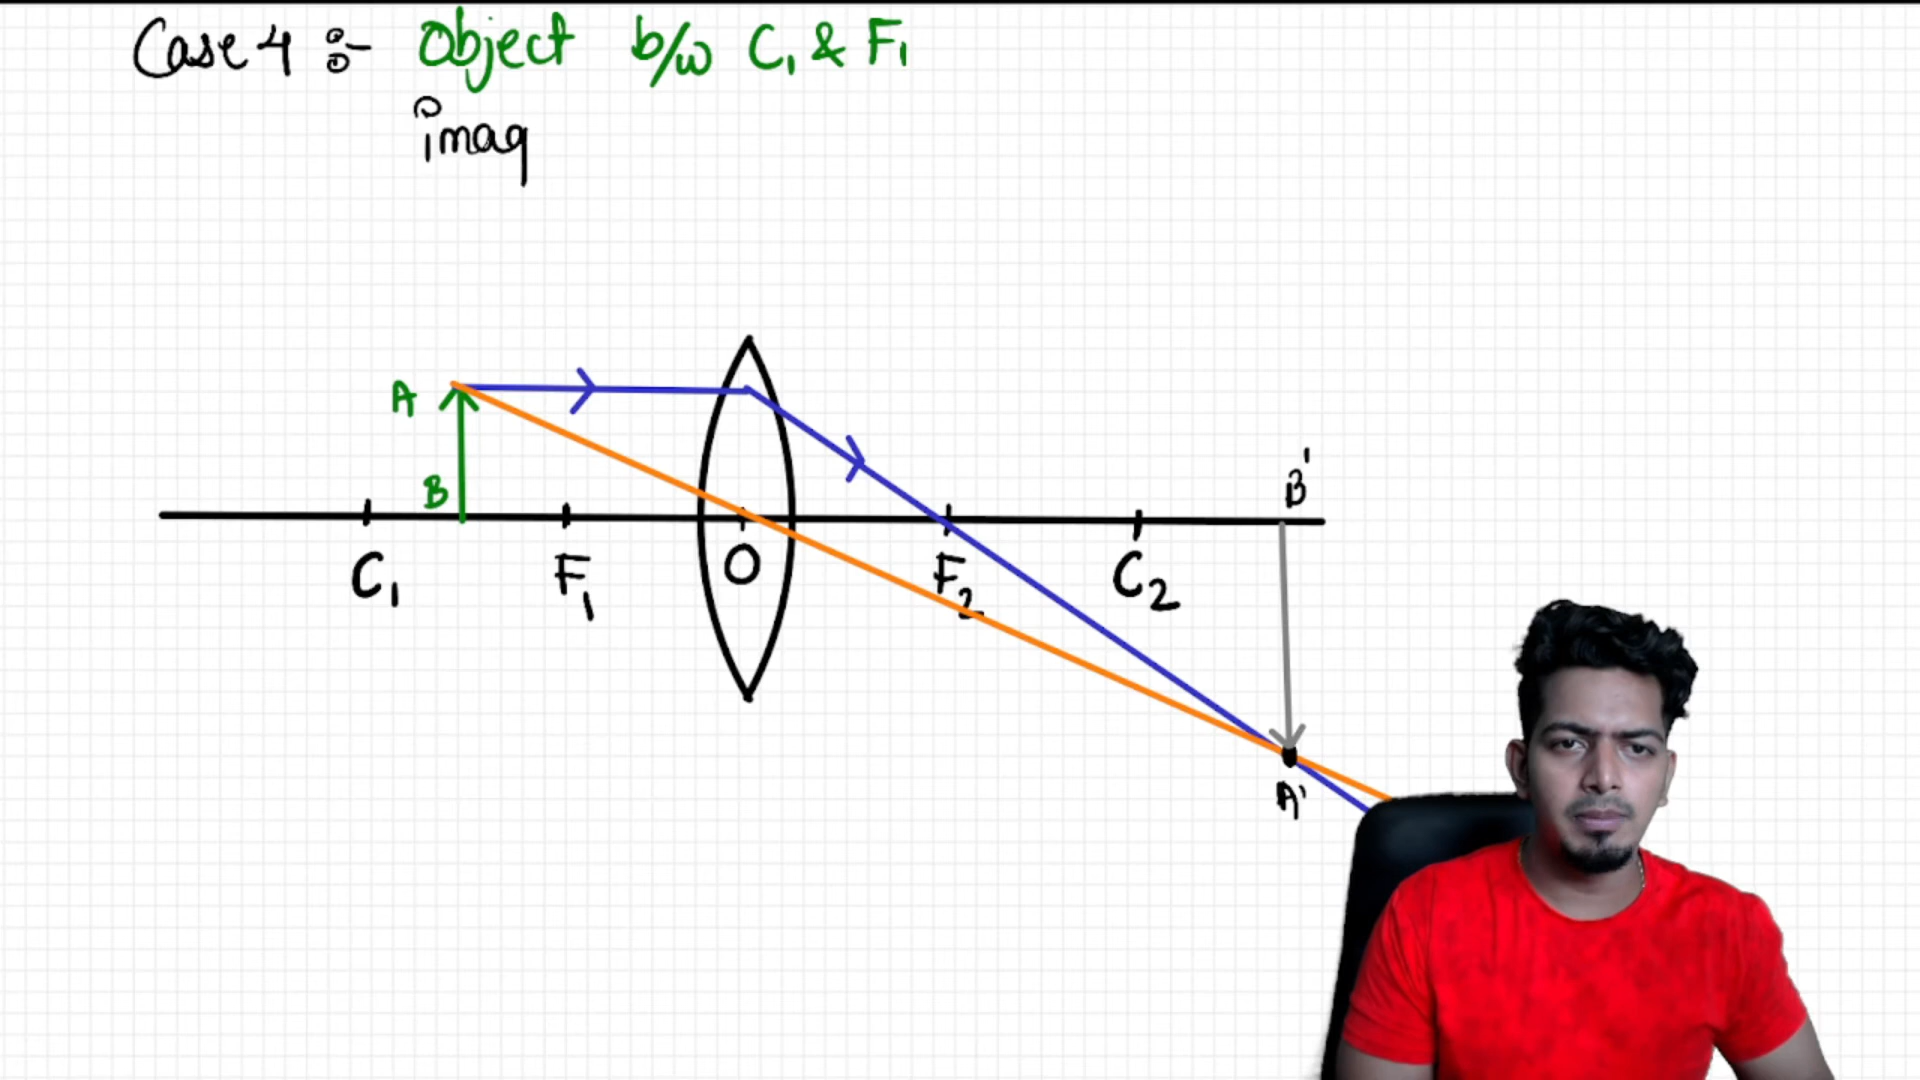 Case 4 :- Object b/w C₁ & F₁
imag
A
B
B'
C₁ F₁ O F₂ C₂
A'